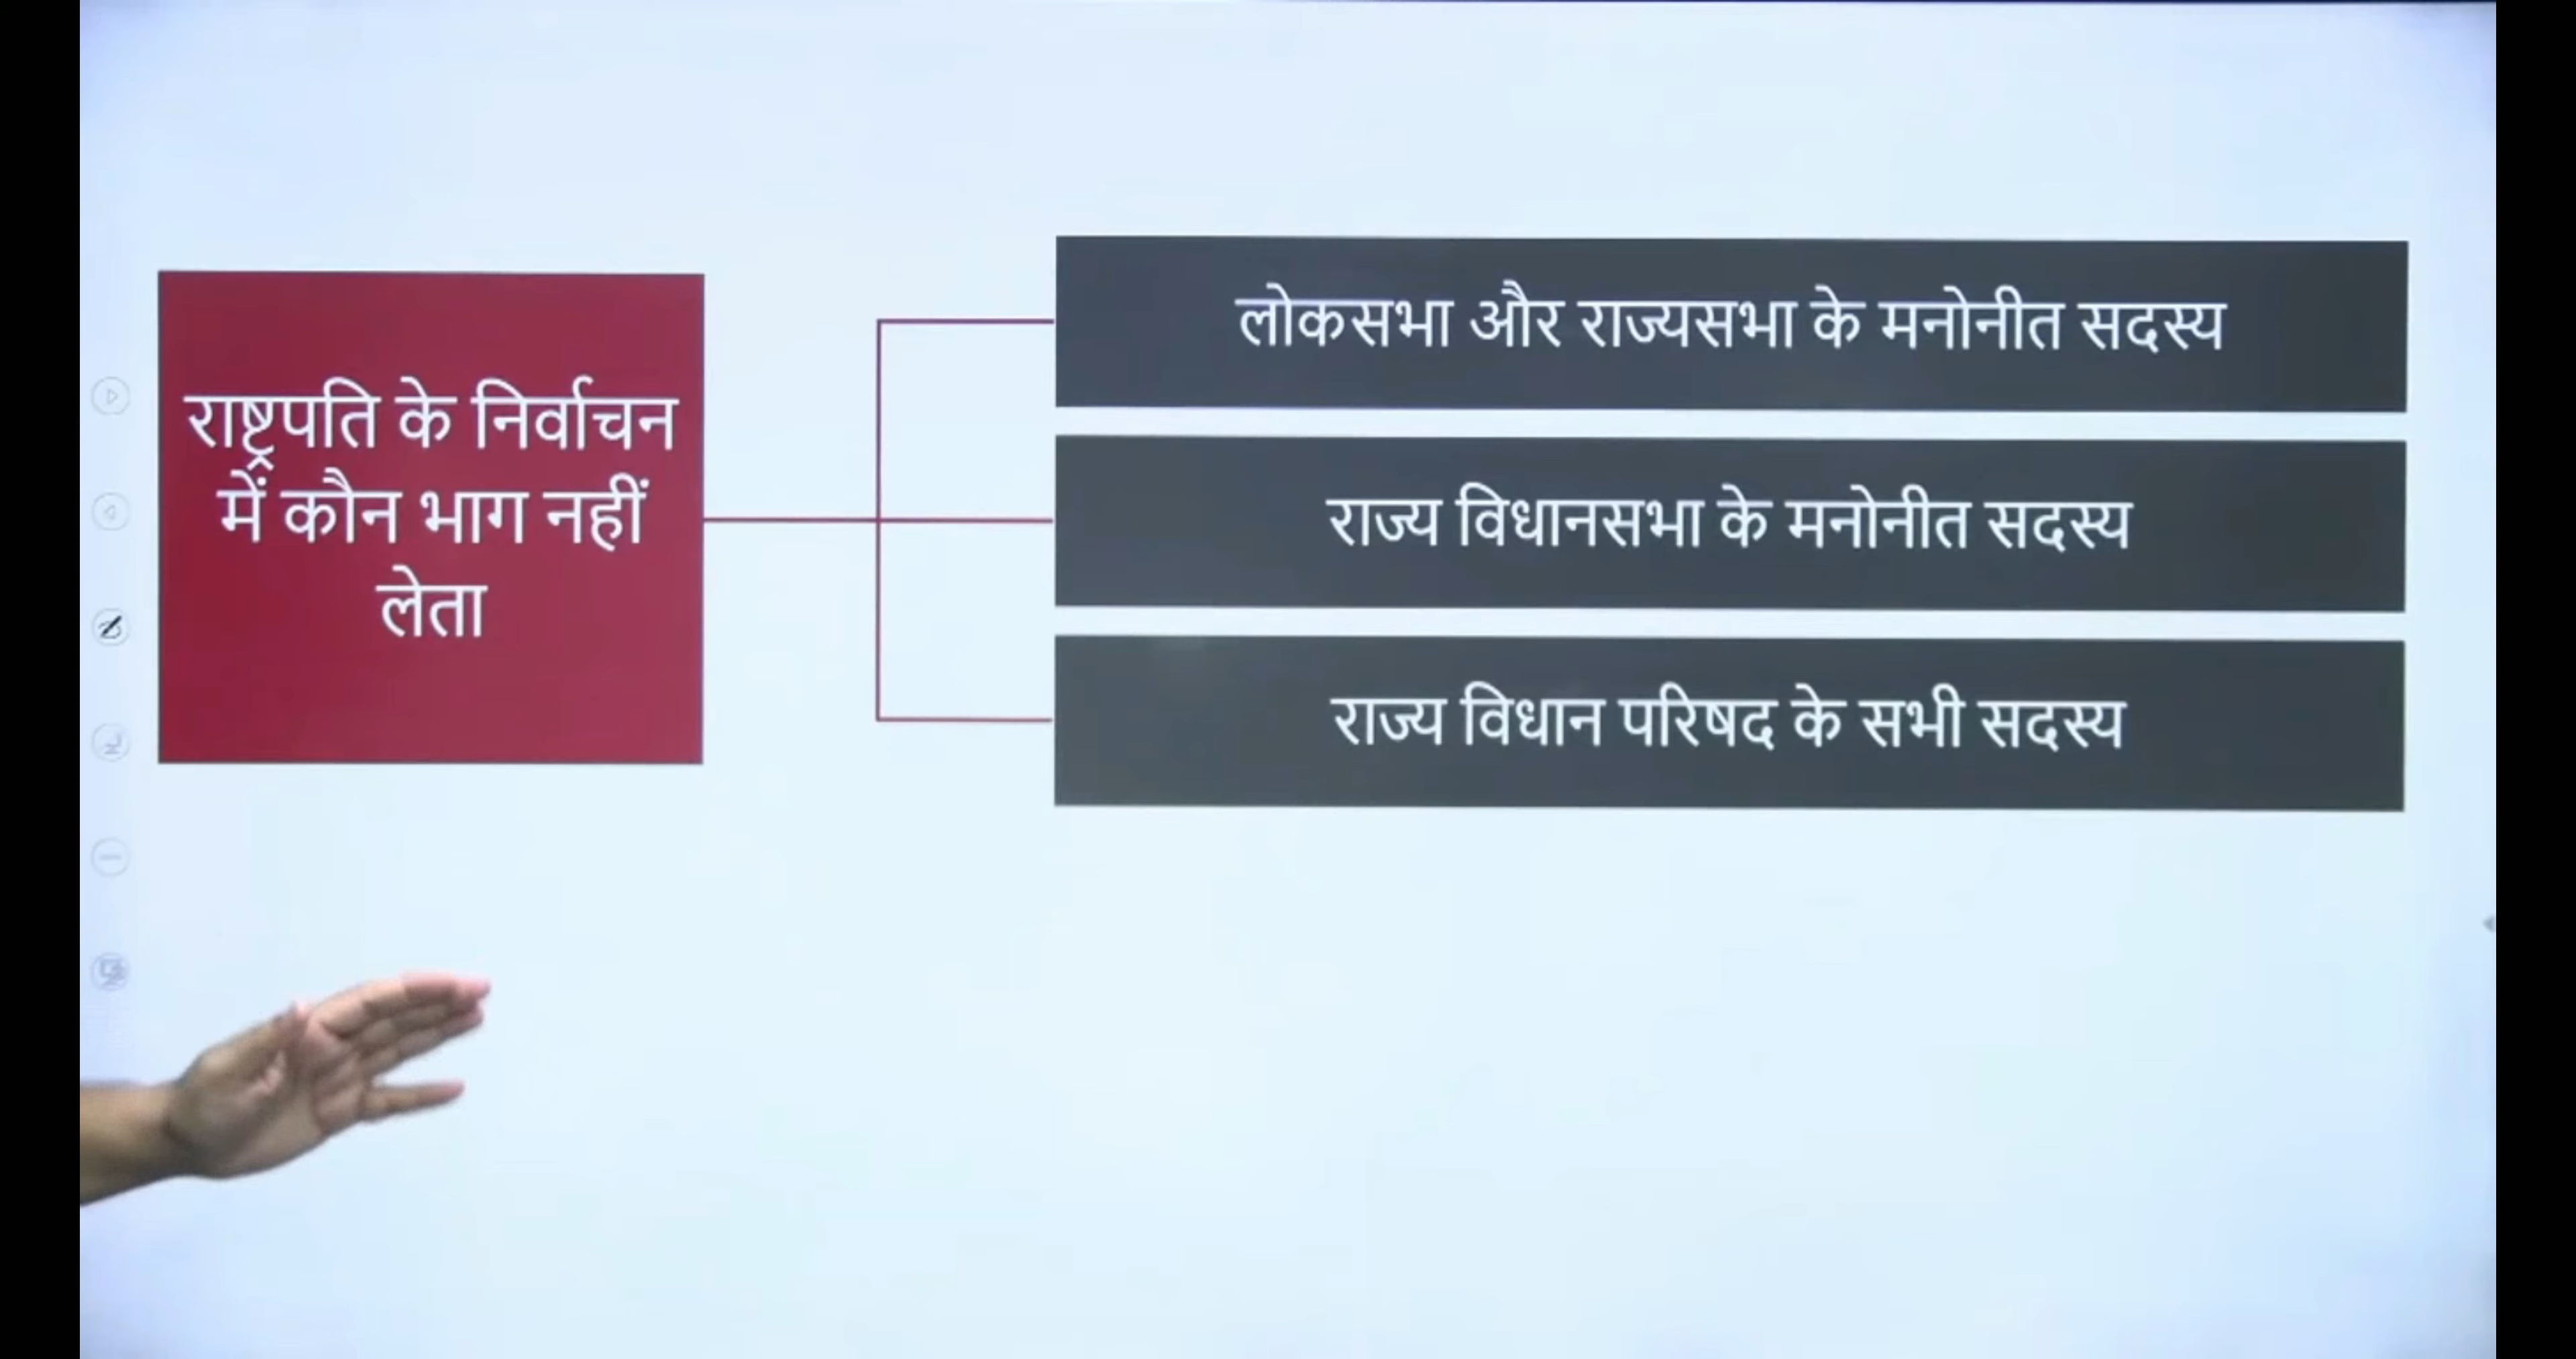 राष्ट्रपति के निर्वाचन
में कौन भाग नहीं
लेता
लोकसभा और राज्यसभा के मनोनीत सदस्य
राज्य विधानसभा के मनोनीत सदस्य
राज्य विधान परिषद के सभी सदस्य